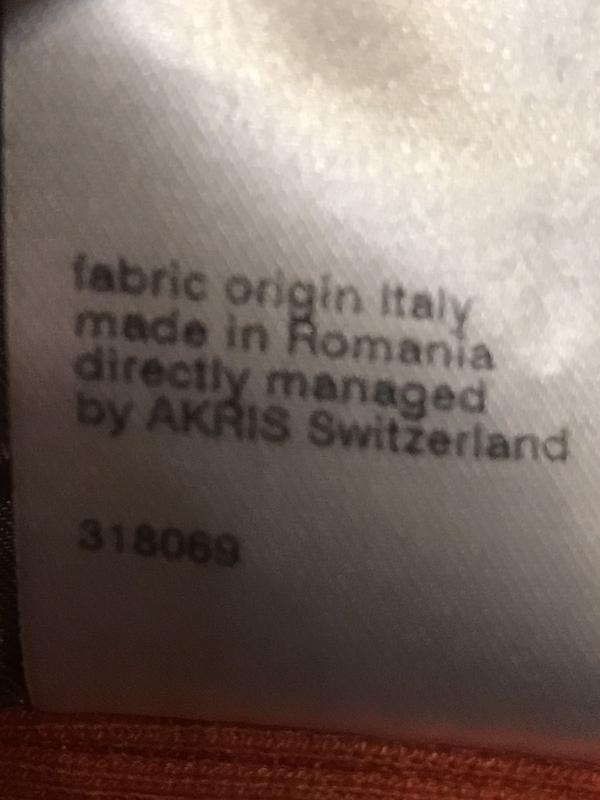 fabric origin Italy
made in Romania
directly managed
by AKRIS Switzerland
318069